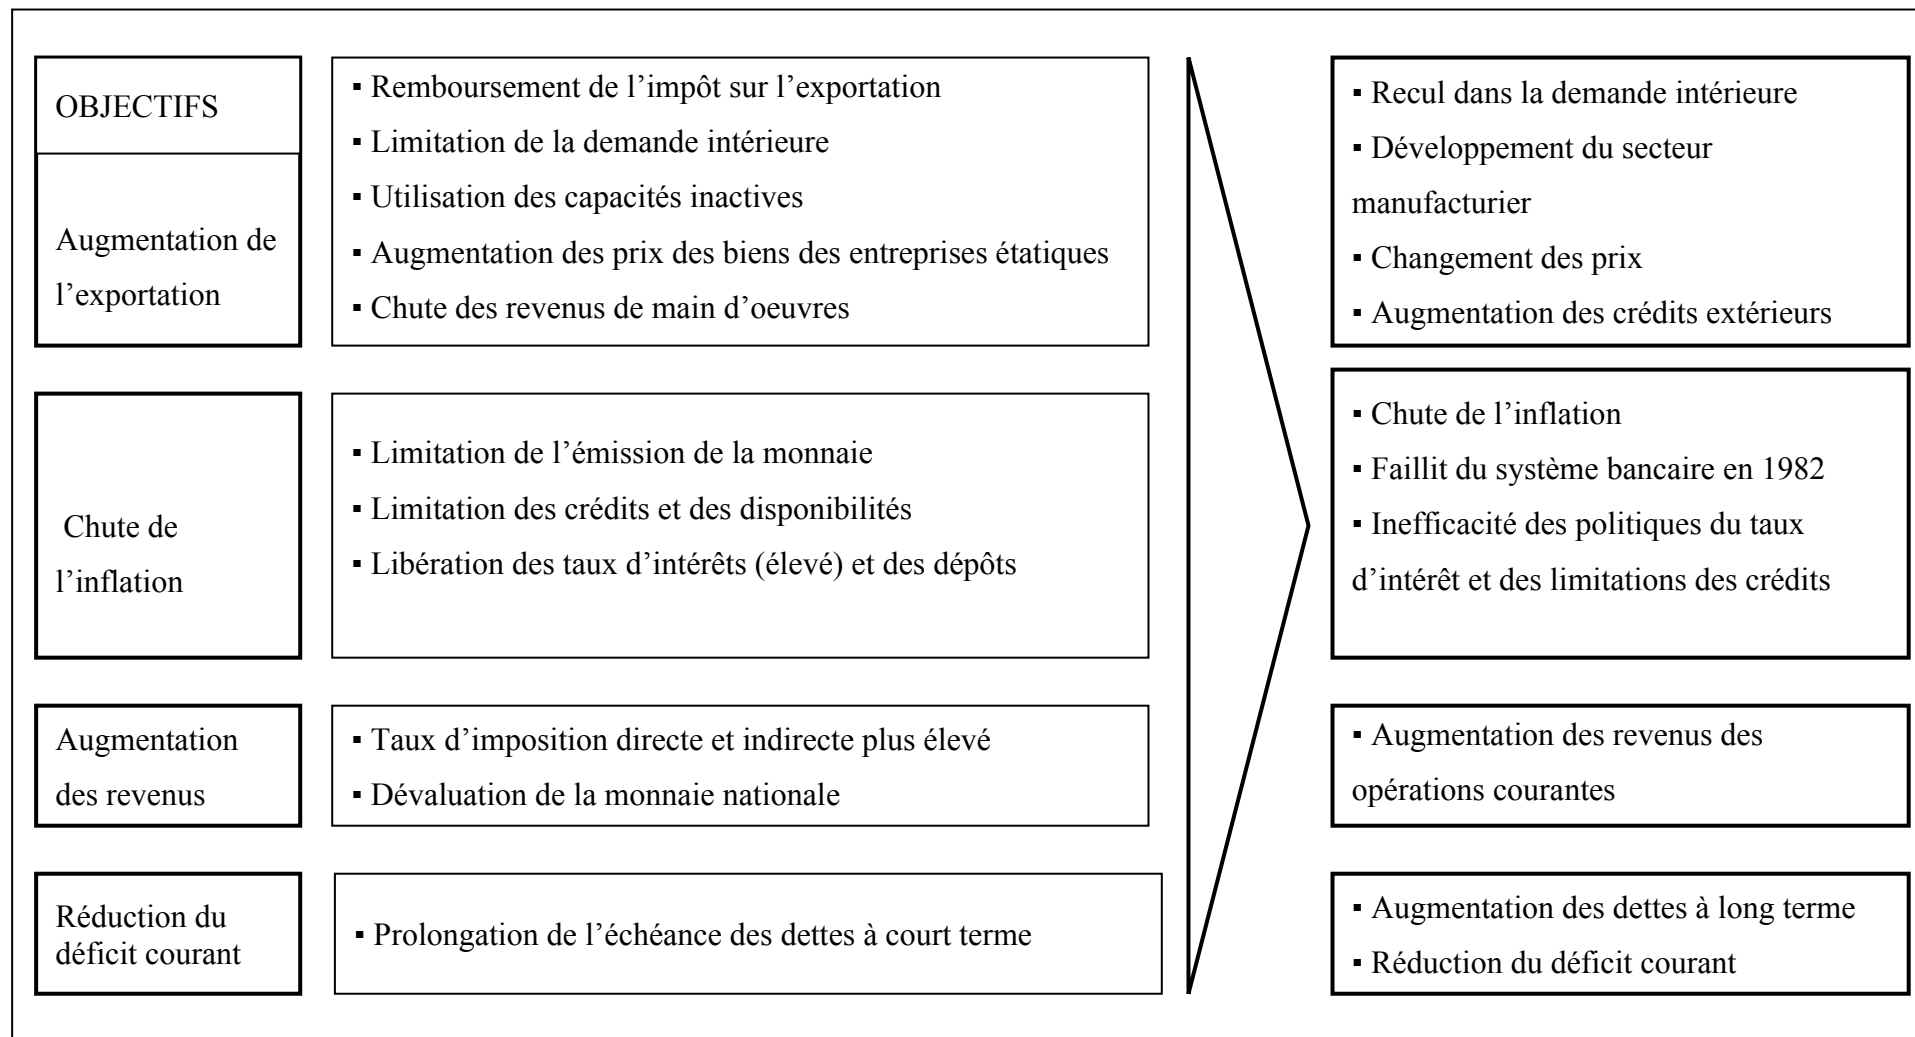 OBJECTIFS
Augmentation de
l’exportation
▪ Remboursement de l’impôt sur l’exportation
▪ Limitation de la demande intérieure
▪ Utilisation des capacités inactives
▪ Augmentation des prix des biens des entreprises étatiques
▪ Chute des revenus de main d’oeuvres
▪ Recul dans la demande intérieure
▪ Développement du secteur
manufacturier
▪ Changement des prix
▪ Augmentation des crédits extérieurs
Chute de
l’inflation
▪ Limitation de l’émission de la monnaie
▪ Limitation des crédits et des disponibilités
▪ Libération des taux d’intérêts (élevé) et des dépôts
▪ Chute de l’inflation
▪ Faillit du système bancaire en 1982
▪ Inefficacité des politiques du taux
d’intérêt et des limitations des crédits
Augmentation
des revenus
▪ Taux d’imposition directe et indirecte plus élevé
▪ Dévaluation de la monnaie nationale
▪ Augmentation des revenus des
opérations courantes
Réduction du
déficit courant
▪ Prolongation de l’échéance des dettes à court terme
▪ Augmentation des dettes à long terme
▪ Réduction du déficit courant